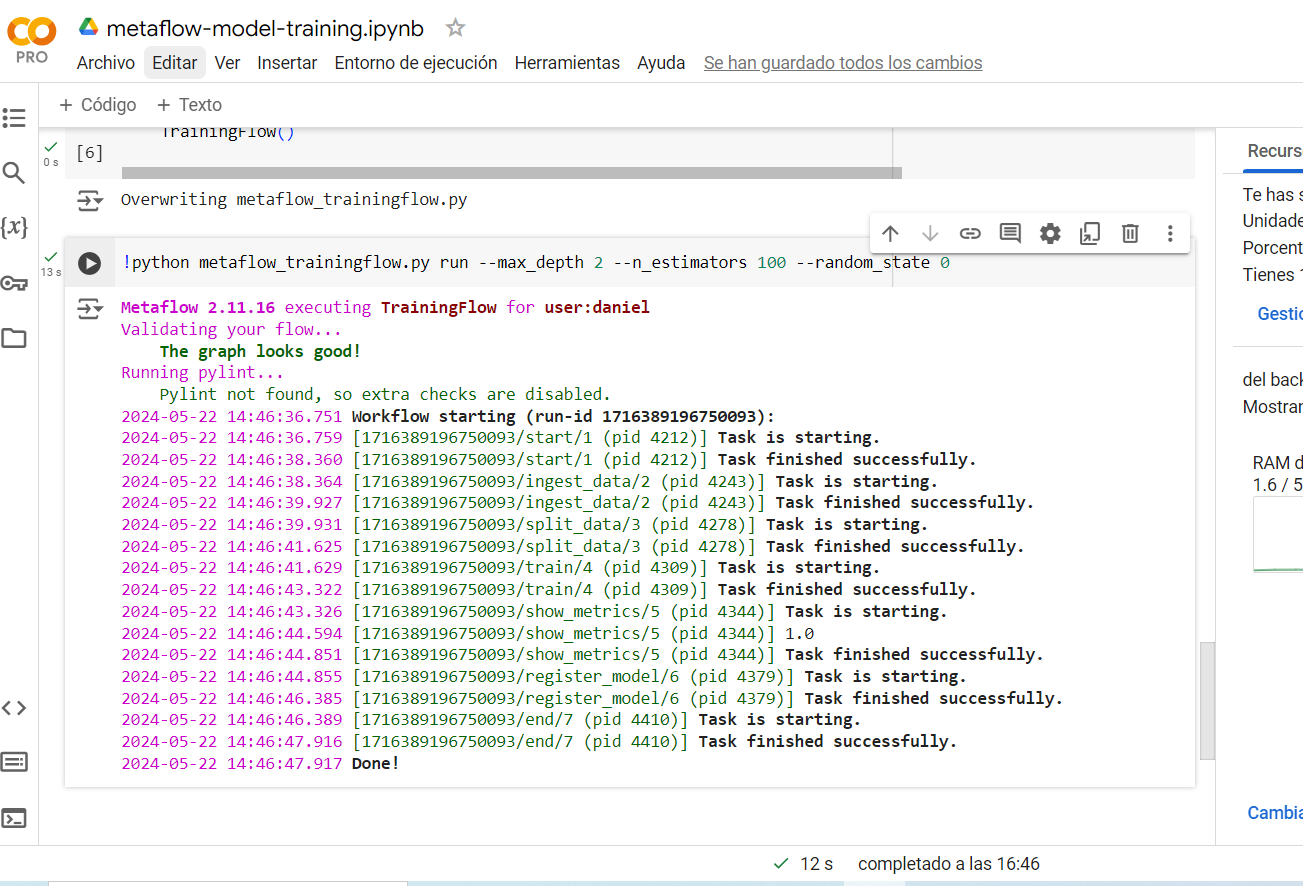 metaflow-model-training.ipynb
PRO
Archivo Editar Ver Insertar Entorno de ejecución Herramientas Ayuda Se han guardado todos los cambios
+ Código + Texto
TrainingFlow()
0 s
[6]
Overwriting metaflow_trainingflow.py
{x}
13 s
!python metaflow_trainingflow.py run --max_depth 2 --n_estimators 100 --random_state 0
Metaflow 2.11.16 executing TrainingFlow for user:daniel
Validating your flow...
The graph looks good!
Running pylint...
Pylint not found, so extra checks are disabled.
2024-05-22 14:46:36.751 Workflow starting (run-id 1716389196750093):
2024-05-22 14:46:36.759 [1716389196750093/start/1 (pid 4212)] Task is starting.
2024-05-22 14:46:38.360 [1716389196750093/start/1 (pid 4212)] Task finished successfully.
2024-05-22 14:46:38.364 [1716389196750093/ingest_data/2 (pid 4243)] Task is starting.
2024-05-22 14:46:39.927 [1716389196750093/ingest_data/2 (pid 4243)] Task finished successfully.
2024-05-22 14:46:39.931 [1716389196750093/split_data/3 (pid 4278)] Task is starting.
2024-05-22 14:46:41.625 [1716389196750093/split_data/3 (pid 4278)] Task finished successfully.
2024-05-22 14:46:41.629 [1716389196750093/train/4 (pid 4309)] Task is starting.
2024-05-22 14:46:43.322 [1716389196750093/train/4 (pid 4309)] Task finished successfully.
2024-05-22 14:46:43.326 [1716389196750093/show_metrics/5 (pid 4344)] Task is starting.
2024-05-22 14:46:44.594 [1716389196750093/show_metrics/5 (pid 4344)] 1.0
2024-05-22 14:46:44.851 [1716389196750093/show_metrics/5 (pid 4344)] Task finished successfully.
2024-05-22 14:46:44.855 [1716389196750093/register_model/6 (pid 4379)] Task is starting.
2024-05-22 14:46:46.385 [1716389196750093/register_model/6 (pid 4379)] Task finished successfully.
2024-05-22 14:46:46.389 [1716389196750093/end/7 (pid 4410)] Task is starting.
2024-05-22 14:46:47.916 [1716389196750093/end/7 (pid 4410)] Task finished successfully.
2024-05-22 14:46:47.917 Done!
Recurs
Te has s
Unidade
Porcent
Tienes 1
Gestio
del back
Mostrar
RAM d
1.6 / 5
Cambia
12 s completado a las 16:46